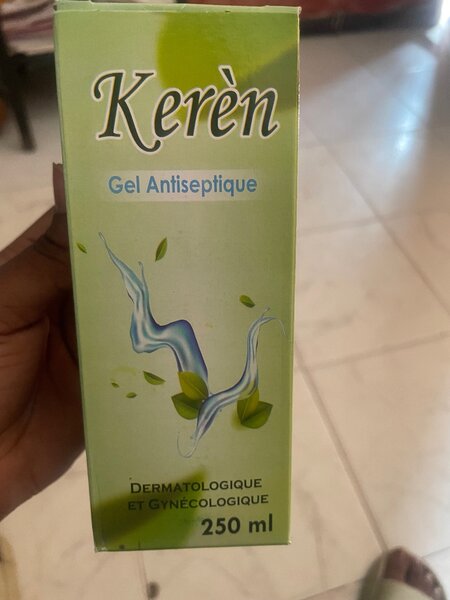 Kerèn
Gel Antiseptique
DERMATOLOGIQUE
ET GYNÉCOLOGIQUE
250 ml